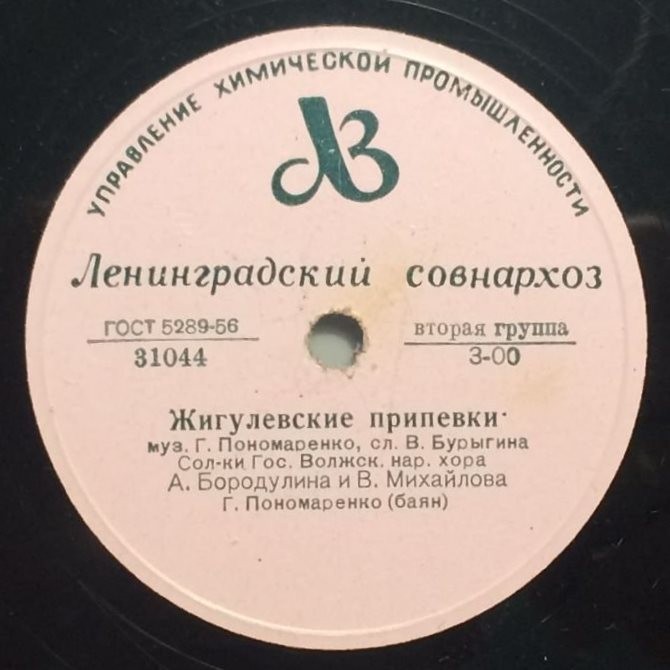 УПРАВЛЕНИЕ ХИМИЧЕСКОЙ ПРОМЫШЛЕННОСТИ
ЛЗ
Ленинградский совнархоз
ГОСТ 5289-56
31044
вторая группа
3-00
Жигулевские припевки
муз. Г. Пономаренко, сл. В. Бурыгина
Сол-ки Гос. Волжск. нар. хора
А. Бородулина и В. Михайлова
Г. Пономаренко (баян)